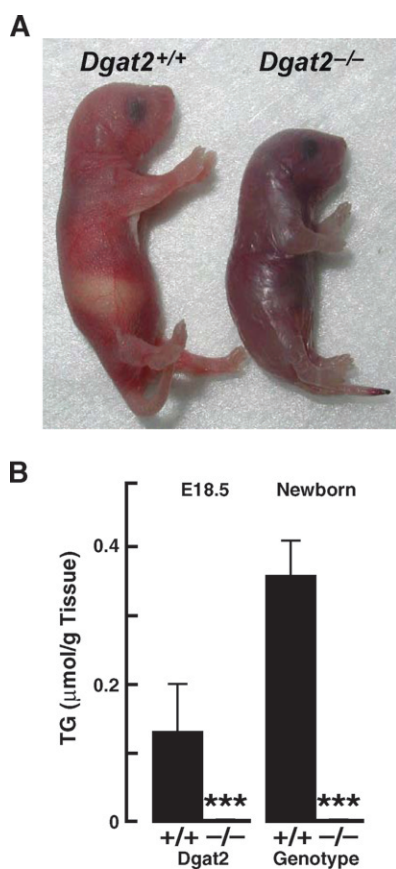 A
Dgat2+/+ Dgat2–/–
B
E18.5 Newborn
TG (μmol/g Tissue)
0.4
0.2
0
*** ***
+/+ –/– +/+ –/–
Dgat2 Genotype